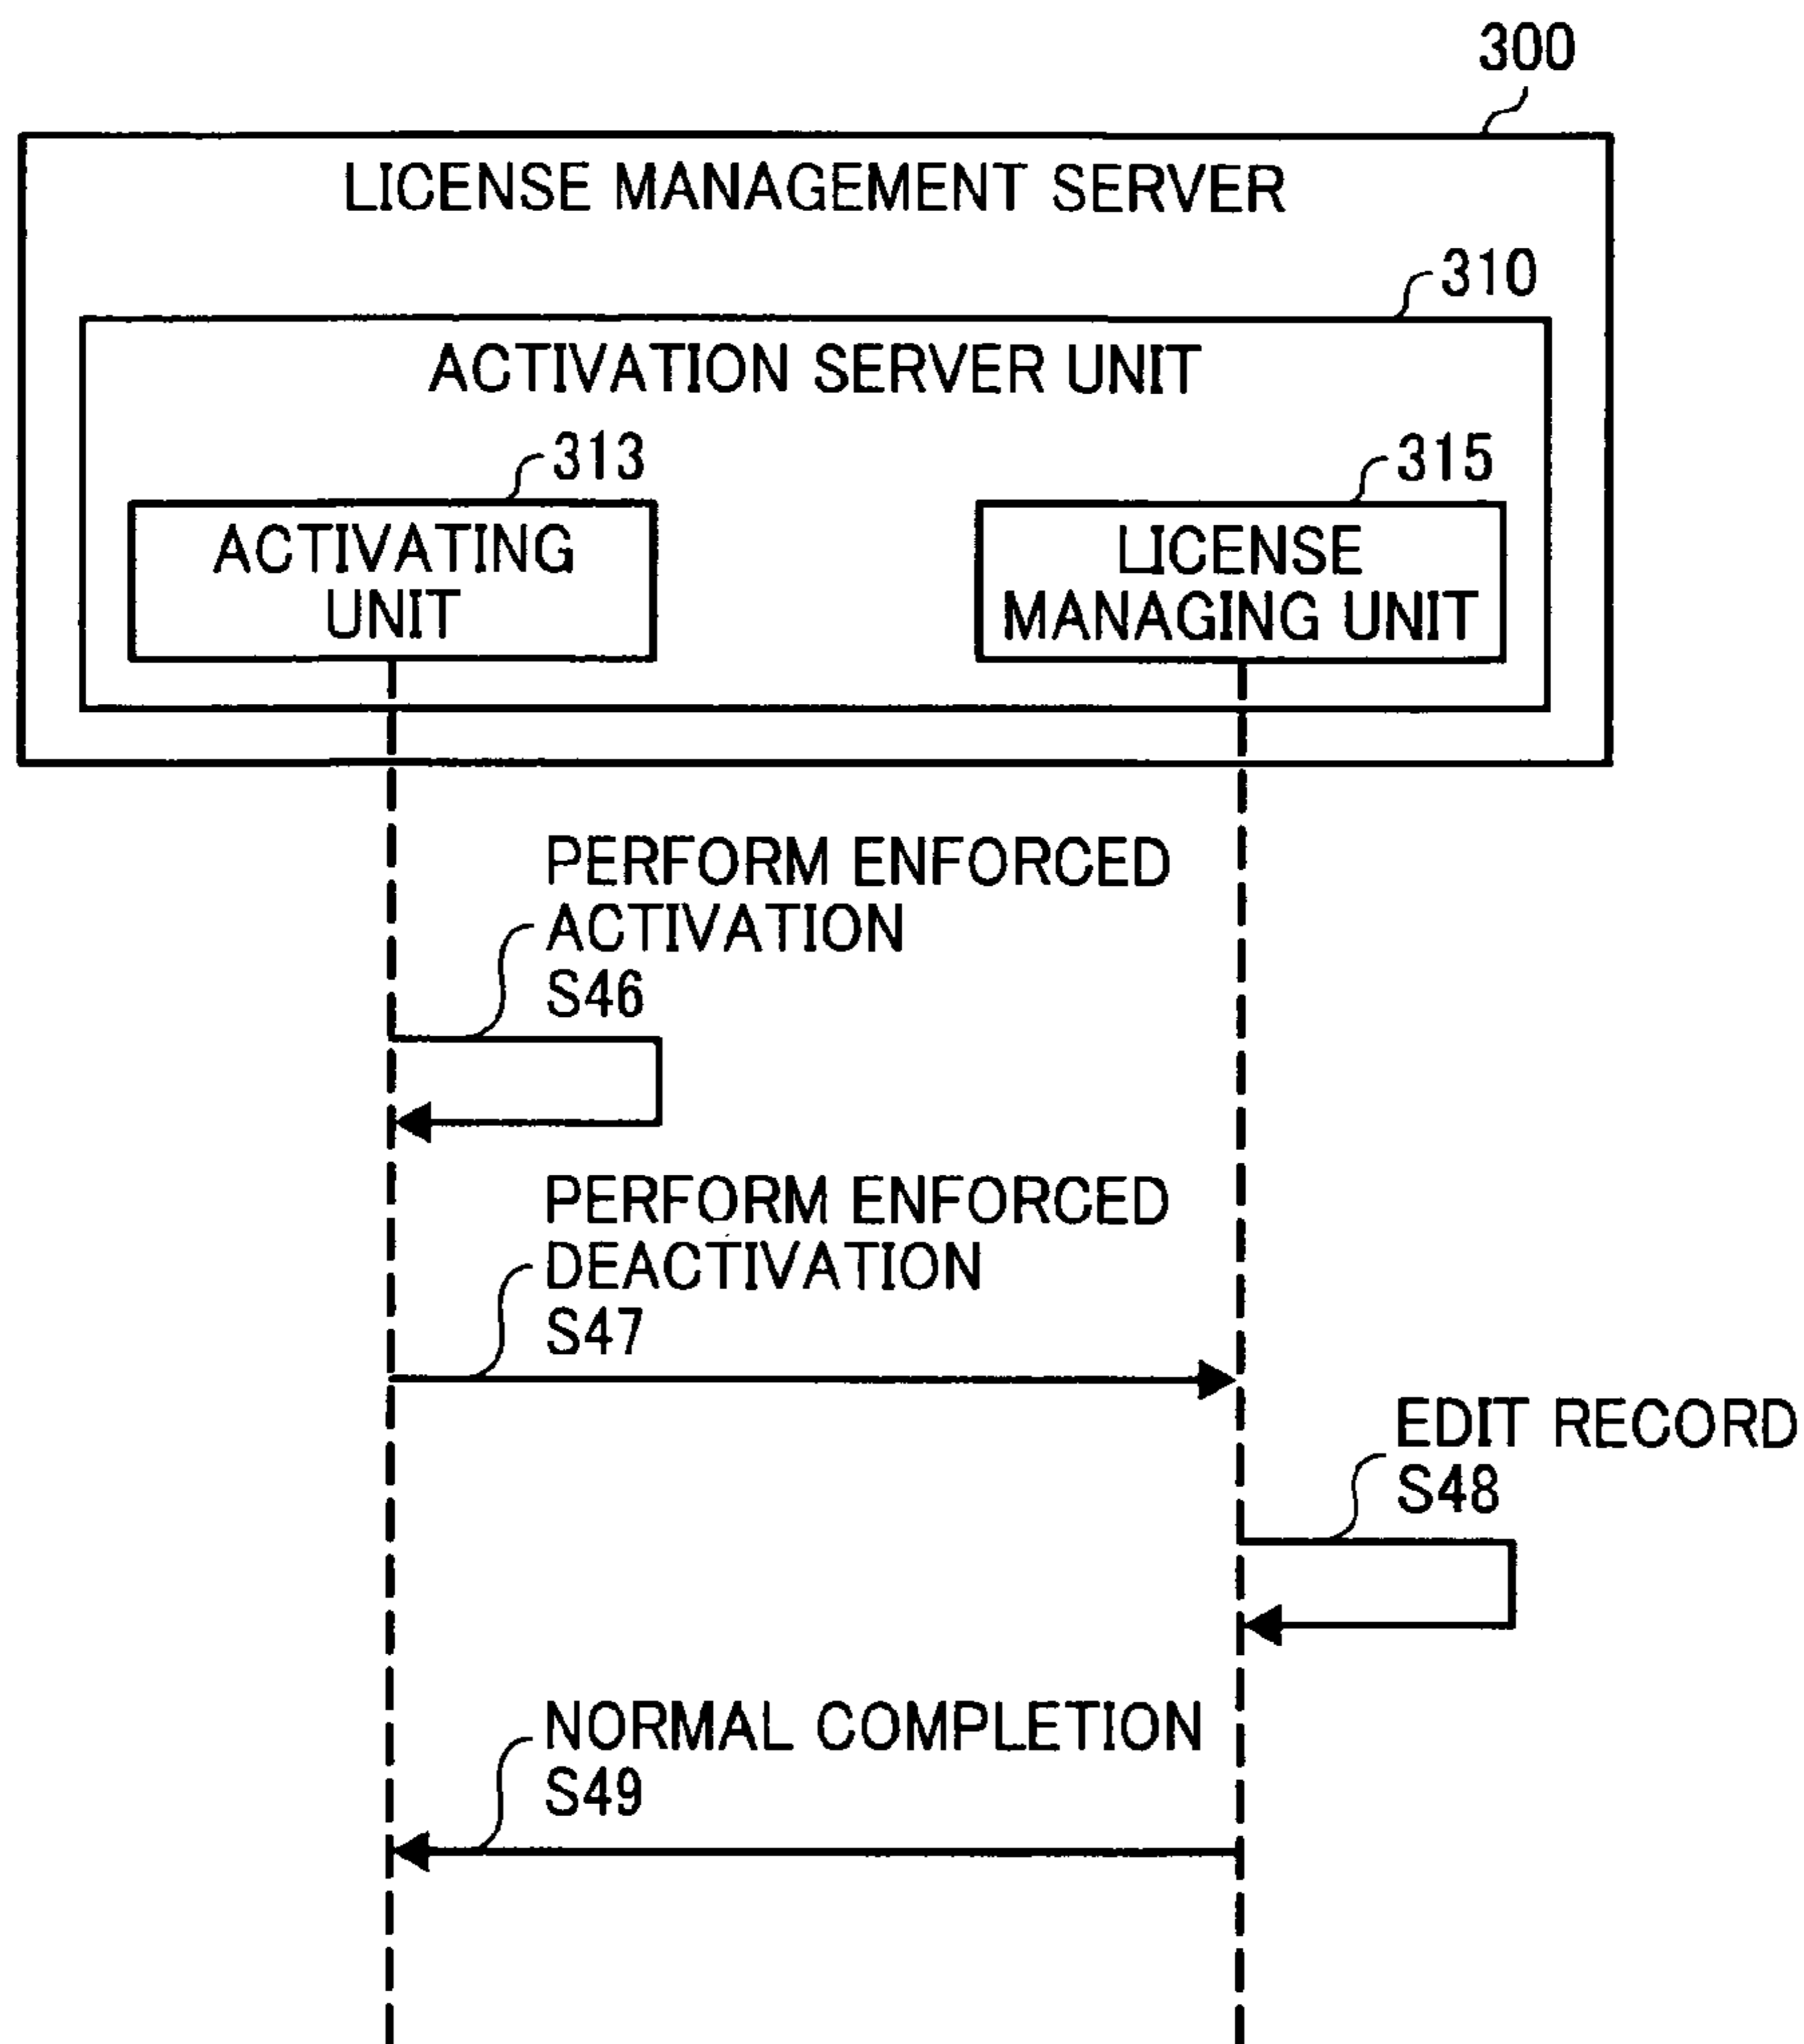 300
LICENSE MANAGEMENT SERVER
310
ACTIVATION SERVER UNIT
313
315
ACTIVATING
UNIT
LICENSE
MANAGING UNIT
PERFORM ENFORCED
ACTIVATION
S46
PERFORM ENFORCED
DEACTIVATION
S47
EDIT RECORD
S48
NORMAL COMPLETION
S49